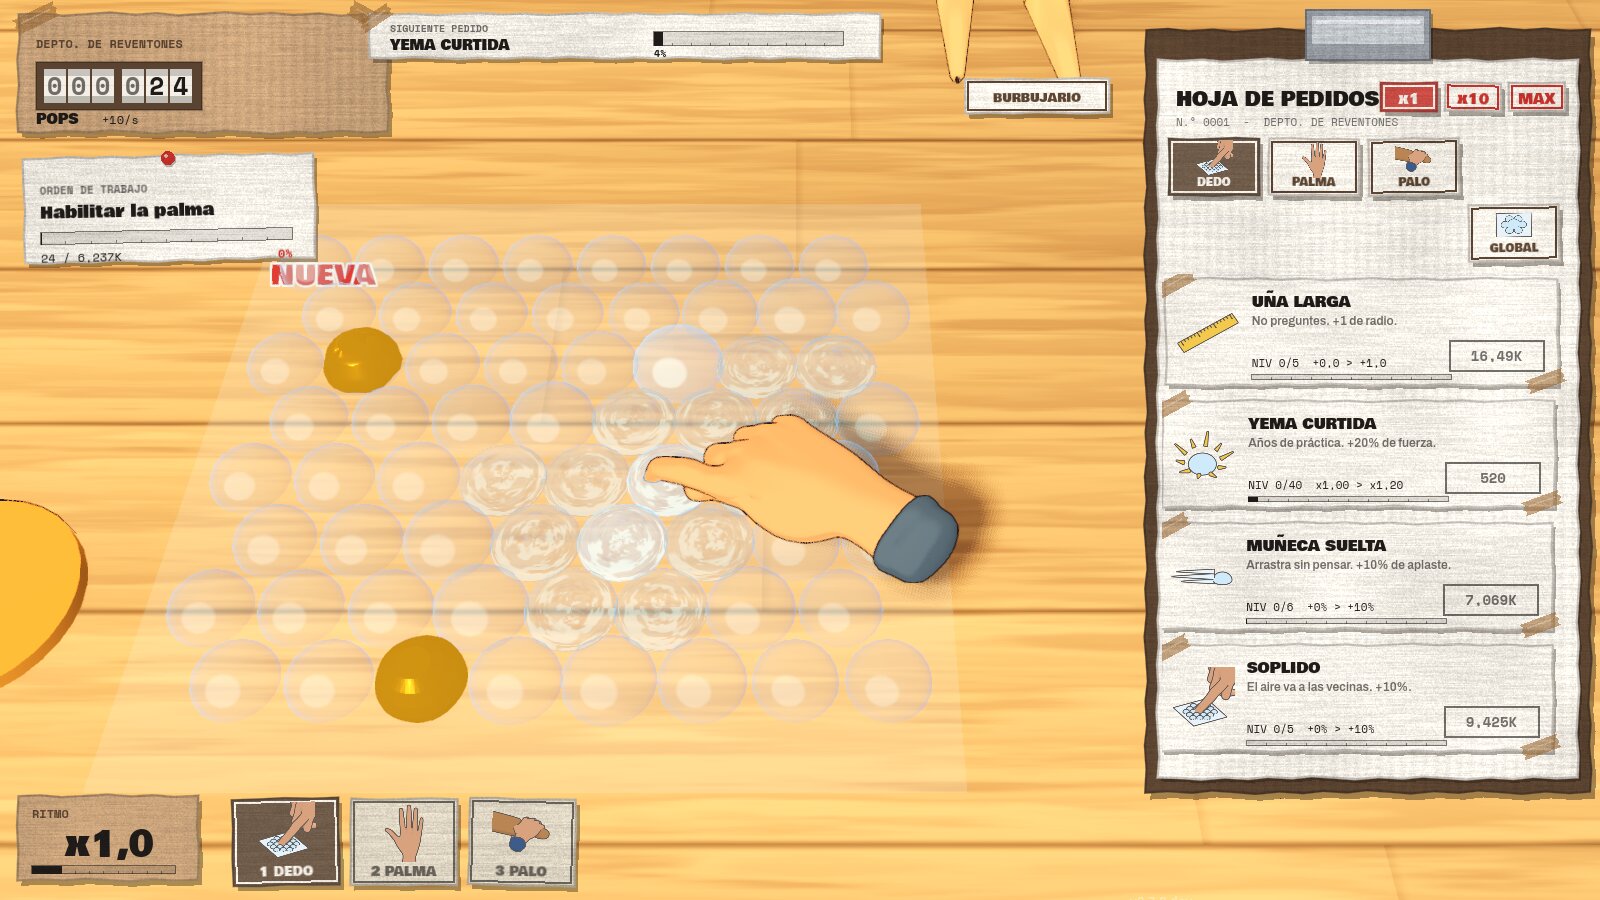 DEPTO. DE REVENTONES
000 024
POPS +10/s
SIGUIENTE PEDIDO
YEMA CURTIDA
4%
BURBUJARIO
ORDEN DE TRABAJO
Habilitar la palma
24 / 6,237K
0%
NUEVA
HOJA DE PEDIDOS
x1
x10
MAX
N.° 0001 - DEPTO. DE REVENTONES
DEDO
PALMA
PALO
GLOBAL
UÑA LARGA
No preguntes. +1 de radio.
NIV 0/5 +0,0 > +1,0
16,49K
YEMA CURTIDA
Años de práctica. +20% de fuerza.
NIV 0/40 x1,00 > x1,20
520
MUÑECA SUELTA
Arrastra sin pensar. +10% de aplaste.
NIV 0/6 +0% > +10%
7,069K
SOPLIDO
El aire va a las vecinas. +10%.
NIV 0/5 +0% > +10%
9,425K
RITMO
x1,0
1 DEDO
2 PALMA
3 PALO